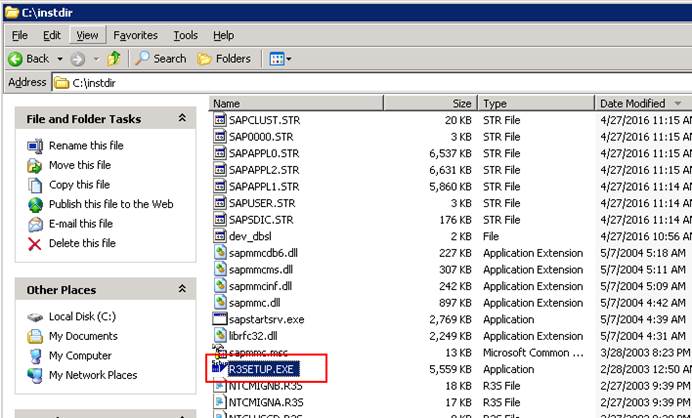 C:\instdir
File Edit View Favorites Tools Help
Back Search Folders
Address C:\instdir
File and Folder Tasks
Rename this file
Move this file
Copy this file
Publish this file to the Web
E-mail this file
Delete this file
Other Places
Local Disk (C:)
My Documents
My Computer
My Network Places
Name Size Type Date Modified
SAPCLUST.STR 20 KB STR File 4/27/2016 11:15 AM
SAP0000.STR 3 KB STR File 4/27/2016 11:15 AM
SAPAPPL0.STR 6,537 KB STR File 4/27/2016 11:15 AM
SAPAPPL2.STR 6,631 KB STR File 4/27/2016 11:15 AM
SAPAPPL1.STR 5,860 KB STR File 4/27/2016 11:14 AM
SAPUSER.STR 3 KB STR File 4/27/2016 11:14 AM
SAPSDIC.STR 176 KB STR File 4/27/2016 11:14 AM
dev_dbsl 2 KB File 4/27/2016 10:56 AM
sapmmcdb6.dll 227 KB Application Extension 5/7/2004 5:18 AM
sapmmcms.dll 307 KB Application Extension 5/7/2004 5:11 AM
sapmmcinf.dll 242 KB Application Extension 5/7/2004 5:09 AM
sapmmc.dll 897 KB Application Extension 5/7/2004 4:42 AM
sapstartsrv.exe 2,769 KB Application 5/7/2004 4:39 AM
librfc32.dll 2,249 KB Application Extension 5/7/2004 4:31 AM
sapmmc.msc 13 KB Microsoft Common ... 3/28/2003 8:23 PM
R3SETUP.EXE 5,559 KB Application 2/28/2003 12:50 A
NTCMIGNB.R3S 18 KB R3S File 2/27/2003 9:39 PM
NTCMIGNA.R3S 17 KB R3S File 2/27/2003 9:39 PM